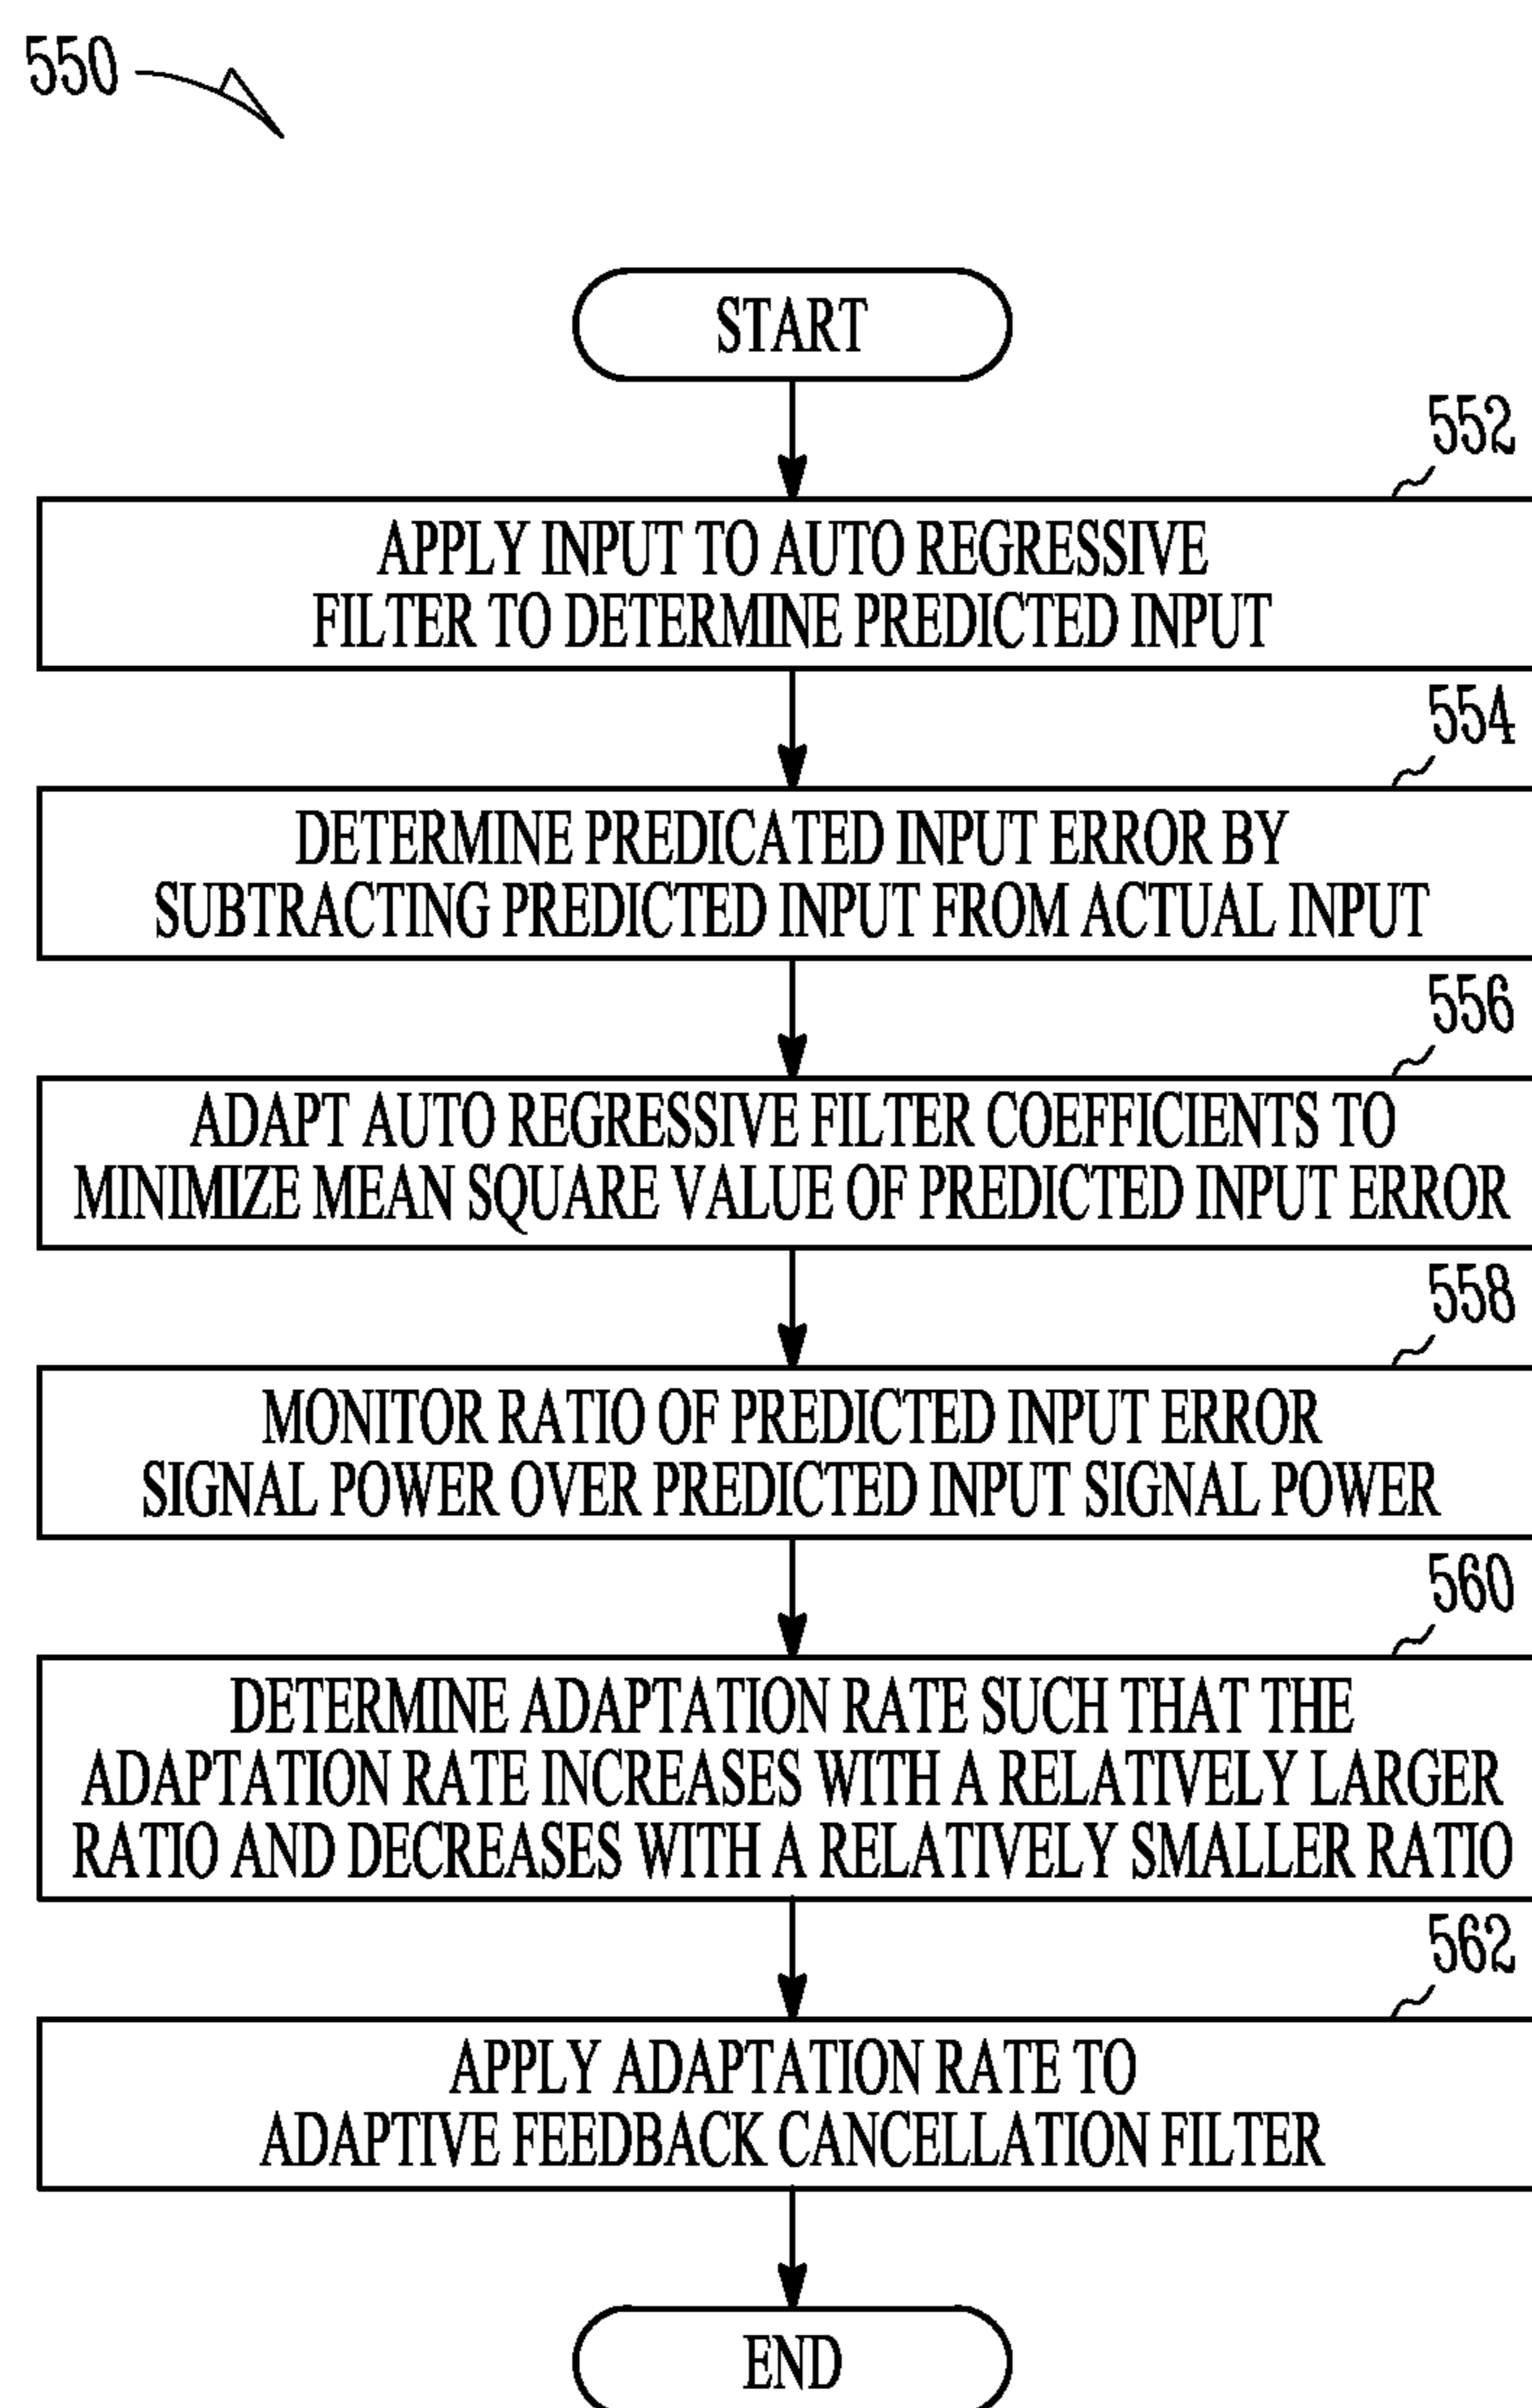 550
START
552
APPLY INPUT TO AUTO REGRESSIVE
FILTER TO DETERMINE PREDICTED INPUT
554
DETERMINE PREDICATED INPUT ERROR BY
SUBTRACTING PREDICTED INPUT FROM ACTUAL INPUT
556
ADAPT AUTO REGRESSIVE FILTER COEFFICIENTS TO
MINIMIZE MEAN SQUARE VALUE OF PREDICTED INPUT ERROR
558
MONITOR RATIO OF PREDICTED INPUT ERROR
SIGNAL POWER OVER PREDICTED INPUT SIGNAL POWER
560
DETERMINE ADAPTATION RATE SUCH THAT THE
ADAPTATION RATE INCREASES WITH A RELATIVELY LARGER
RATIO AND DECREASES WITH A RELATIVELY SMALLER RATIO
562
APPLY ADAPTATION RATE TO
ADAPTIVE FEEDBACK CANCELLATION FILTER
END